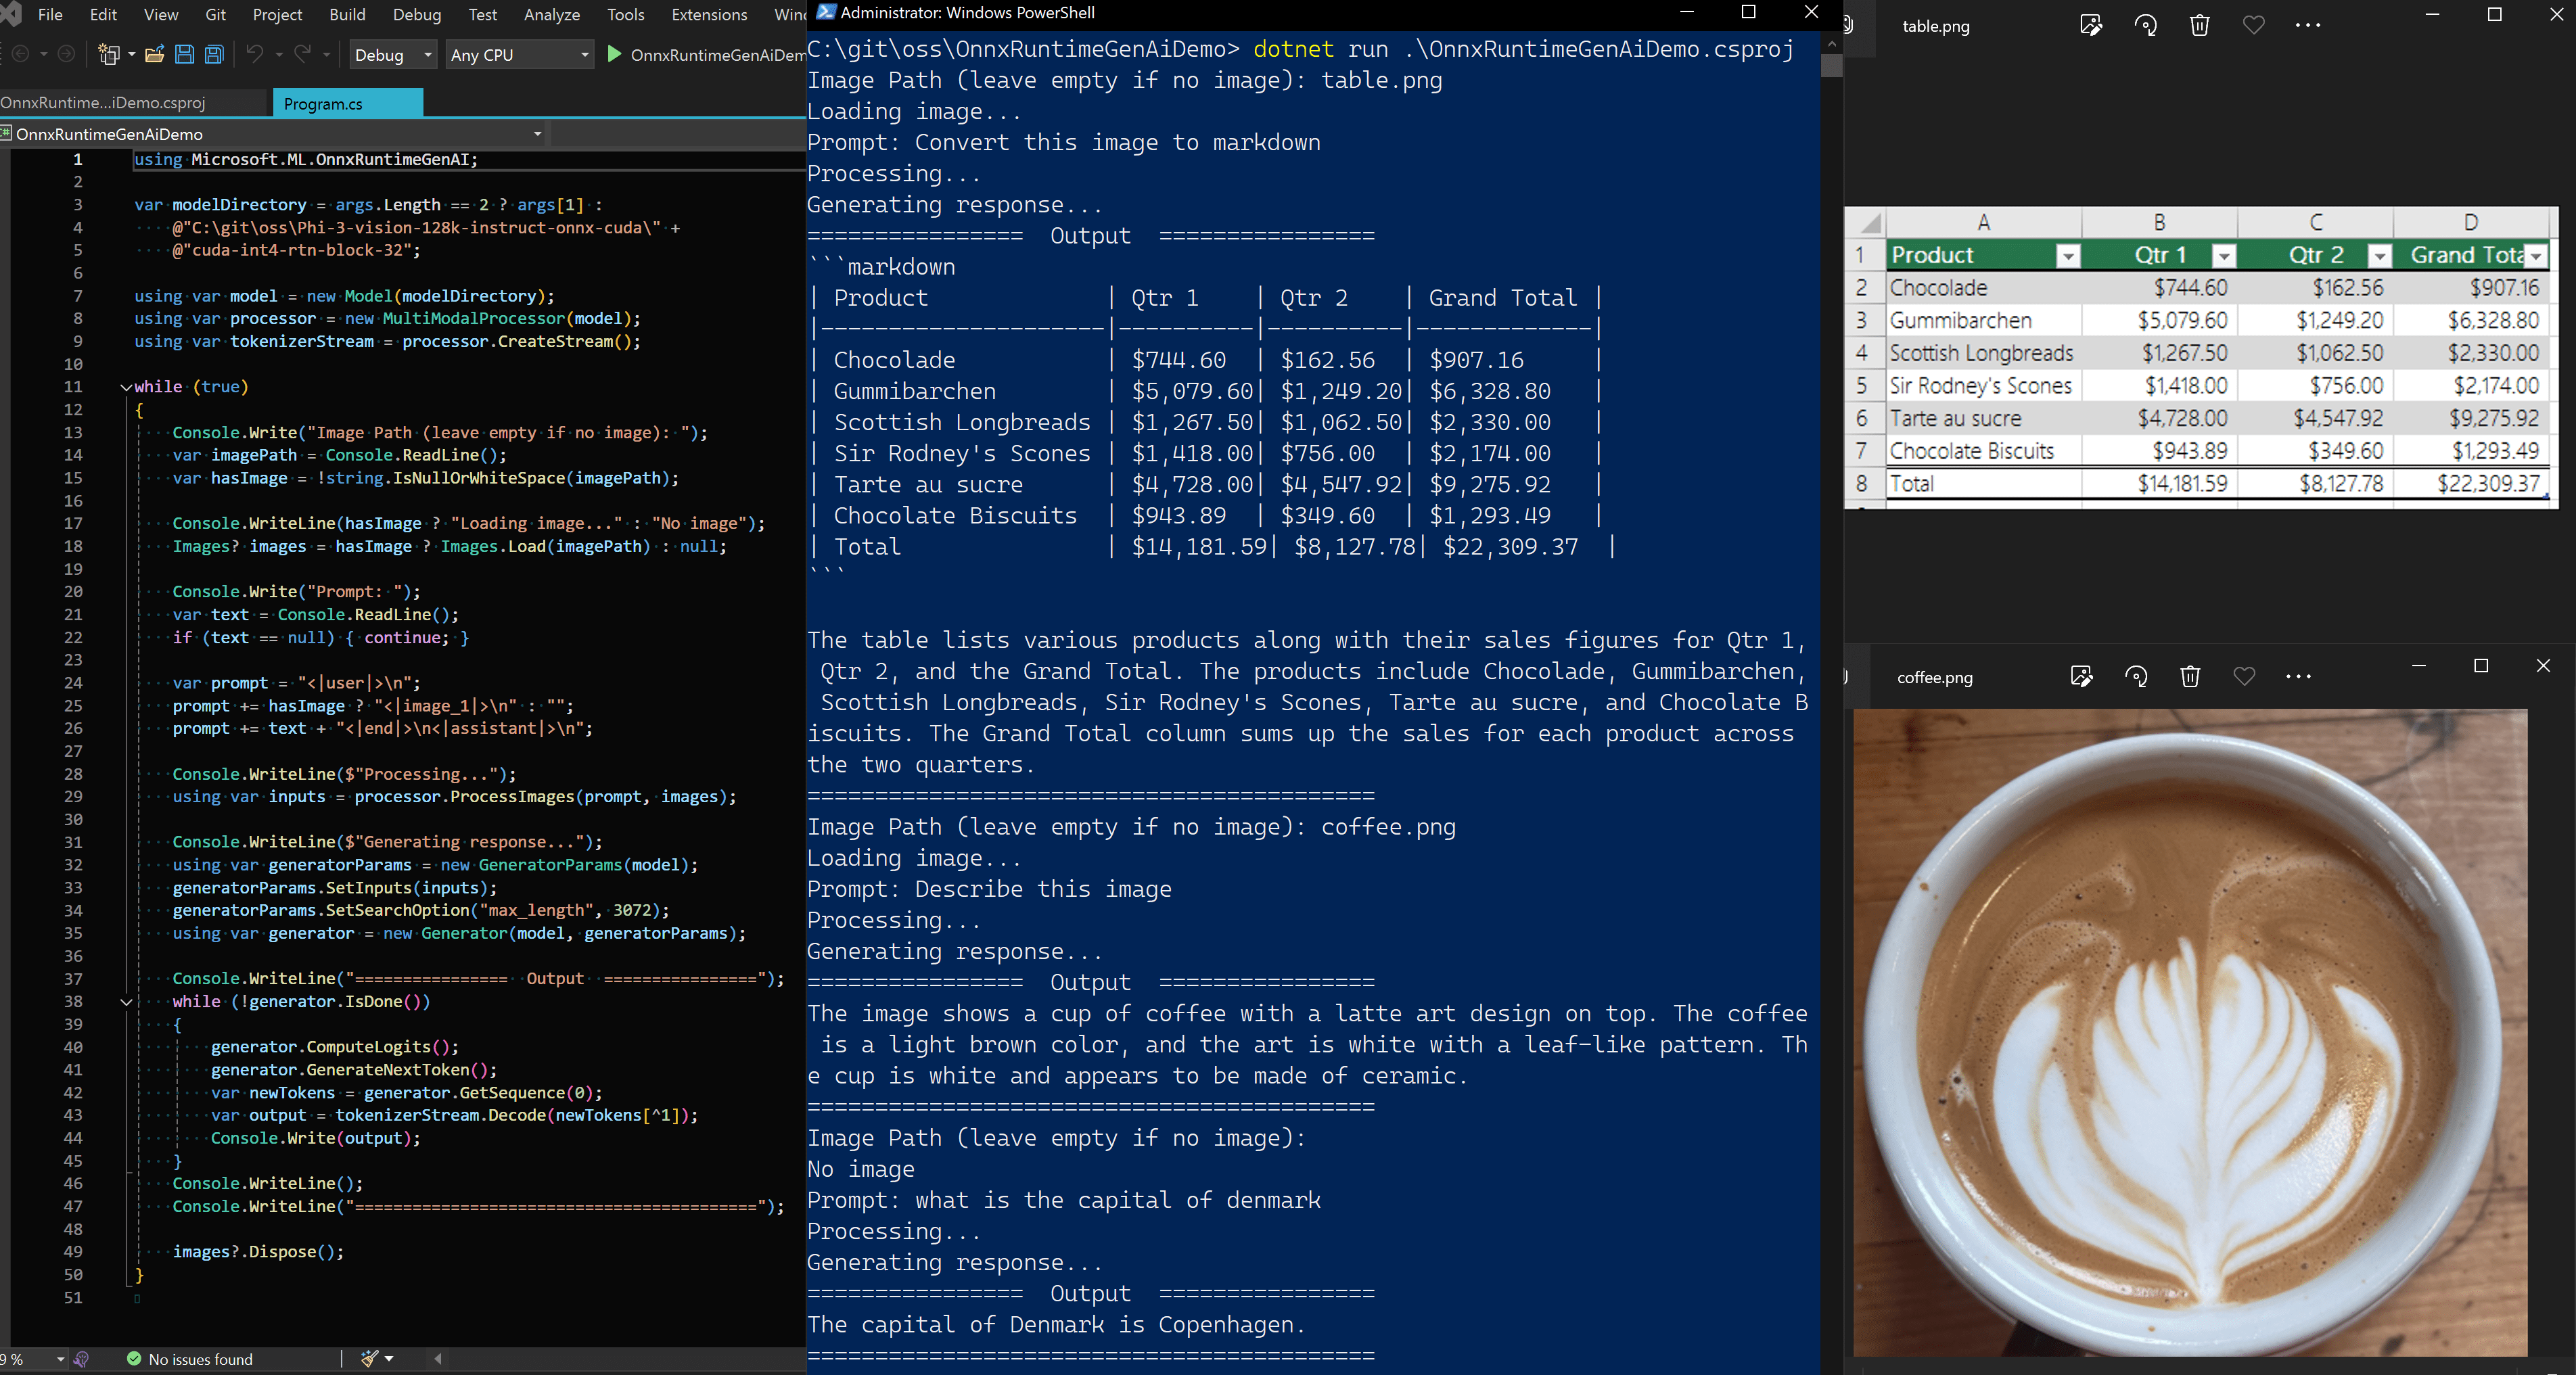 File Edit View Git Project Build Debug Test Analyze Tools Extensions Wind
Debug Any CPU OnnxRuntimeGenAiDem
OnnxRuntime...iDemo.csproj Program.cs
OnnxRuntimeGenAiDemo
1 using Microsoft.ML.OnnxRuntimeGenAI;
2
3 var modelDirectory = args.Length == 2 ? args[1] :
4 @"C:\git\oss\Phi-3-vision-128k-instruct-onnx-cuda\" +
5 @"cuda-int4-rtn-block-32";
6
7 using var model = new Model(modelDirectory);
8 using var processor = new MultiModalProcessor(model);
9 using var tokenizerStream = processor.CreateStream();
10
11 while (true)
12 {
13 Console.Write("Image Path (leave empty if no image): ");
14 var imagePath = Console.ReadLine();
15 var hasImage = !string.IsNullOrWhiteSpace(imagePath);
16
17 Console.WriteLine(hasImage ? "Loading image..." : "No image");
18 Images? images = hasImage ? Images.Load(imagePath) : null;
19
20 Console.Write("Prompt: ");
21 var text = Console.ReadLine();
22 if (text == null) { continue; }
23
24 var prompt = "<|user|>\n";
25 prompt += hasImage ? "<|image_1|>\n" : "";
26 prompt += text + "<|end|>\n<|assistant|>\n";
27
28 Console.WriteLine($"Processing...");
29 using var inputs = processor.ProcessImages(prompt, images);
30
31 Console.WriteLine($"Generating response...");
32 using var generatorParams = new GeneratorParams(model);
33 generatorParams.SetInputs(inputs);
34 generatorParams.SetSearchOption("max_length", 3072);
35 using var generator = new Generator(model, generatorParams);
36
37 Console.WriteLine("================ Output ================");
38 while (!generator.IsDone())
39 {
40 generator.ComputeLogits();
41 generator.GenerateNextToken();
42 var newTokens = generator.GetSequence(0);
43 var output = tokenizerStream.Decode(newTokens[^1]);
44 Console.Write(output);
45 }
46 Console.WriteLine();
47 Console.WriteLine("==========================================");
48
49 images?.Dispose();
50 }
51
9 % No issues found
Administrator: Windows PowerShell
C:\git\oss\OnnxRuntimeGenAiDemo> dotnet run .\OnnxRuntimeGenAiDemo.csproj
Image Path (leave empty if no image): table.png
Loading image...
Prompt: Convert this image to markdown
Processing...
Generating response...
================ Output ================
```markdown
| Product | Qtr 1 | Qtr 2 | Grand Total |
|---------------------|----------|----------|-------------|
| Chocolade | $744.60 | $162.56 | $907.16 |
| Gummibarchen | $5,079.60| $1,249.20| $6,328.80 |
| Scottish Longbreads | $1,267.50| $1,062.50| $2,330.00 |
| Sir Rodney's Scones | $1,418.00| $756.00 | $2,174.00 |
| Tarte au sucre | $4,728.00| $4,547.92| $9,275.92 |
| Chocolate Biscuits | $943.89 | $349.60 | $1,293.49 |
| Total | $14,181.59| $8,127.78| $22,309.37 |
```
The table lists various products along with their sales figures for Qtr 1,
Qtr 2, and the Grand Total. The products include Chocolade, Gummibarchen,
Scottish Longbreads, Sir Rodney's Scones, Tarte au sucre, and Chocolate B
iscuits. The Grand Total column sums up the sales for each product across
the two quarters.
==========================================
Image Path (leave empty if no image): coffee.png
Loading image...
Prompt: Describe this image
Processing...
Generating response...
================ Output ================
The image shows a cup of coffee with a latte art design on top. The coffee
is a light brown color, and the art is white with a leaf-like pattern. Th
e cup is white and appears to be made of ceramic.
==========================================
Image Path (leave empty if no image):
No image
Prompt: what is the capital of denmark
Processing...
Generating response...
================ Output ================
The capital of Denmark is Copenhagen.
==========================================
table.png
A B C D
1 Product Qtr 1 Qtr 2 Grand Tota
2 Chocolade $744.60 $162.56 $907.16
3 Gummibarchen $5,079.60 $1,249.20 $6,328.80
4 Scottish Longbreads $1,267.50 $1,062.50 $2,330.00
5 Sir Rodney's Scones $1,418.00 $756.00 $2,174.00
6 Tarte au sucre $4,728.00 $4,547.92 $9,275.92
7 Chocolate Biscuits $943.89 $349.60 $1,293.49
8 Total $14,181.59 $8,127.78 $22,309.37
coffee.png